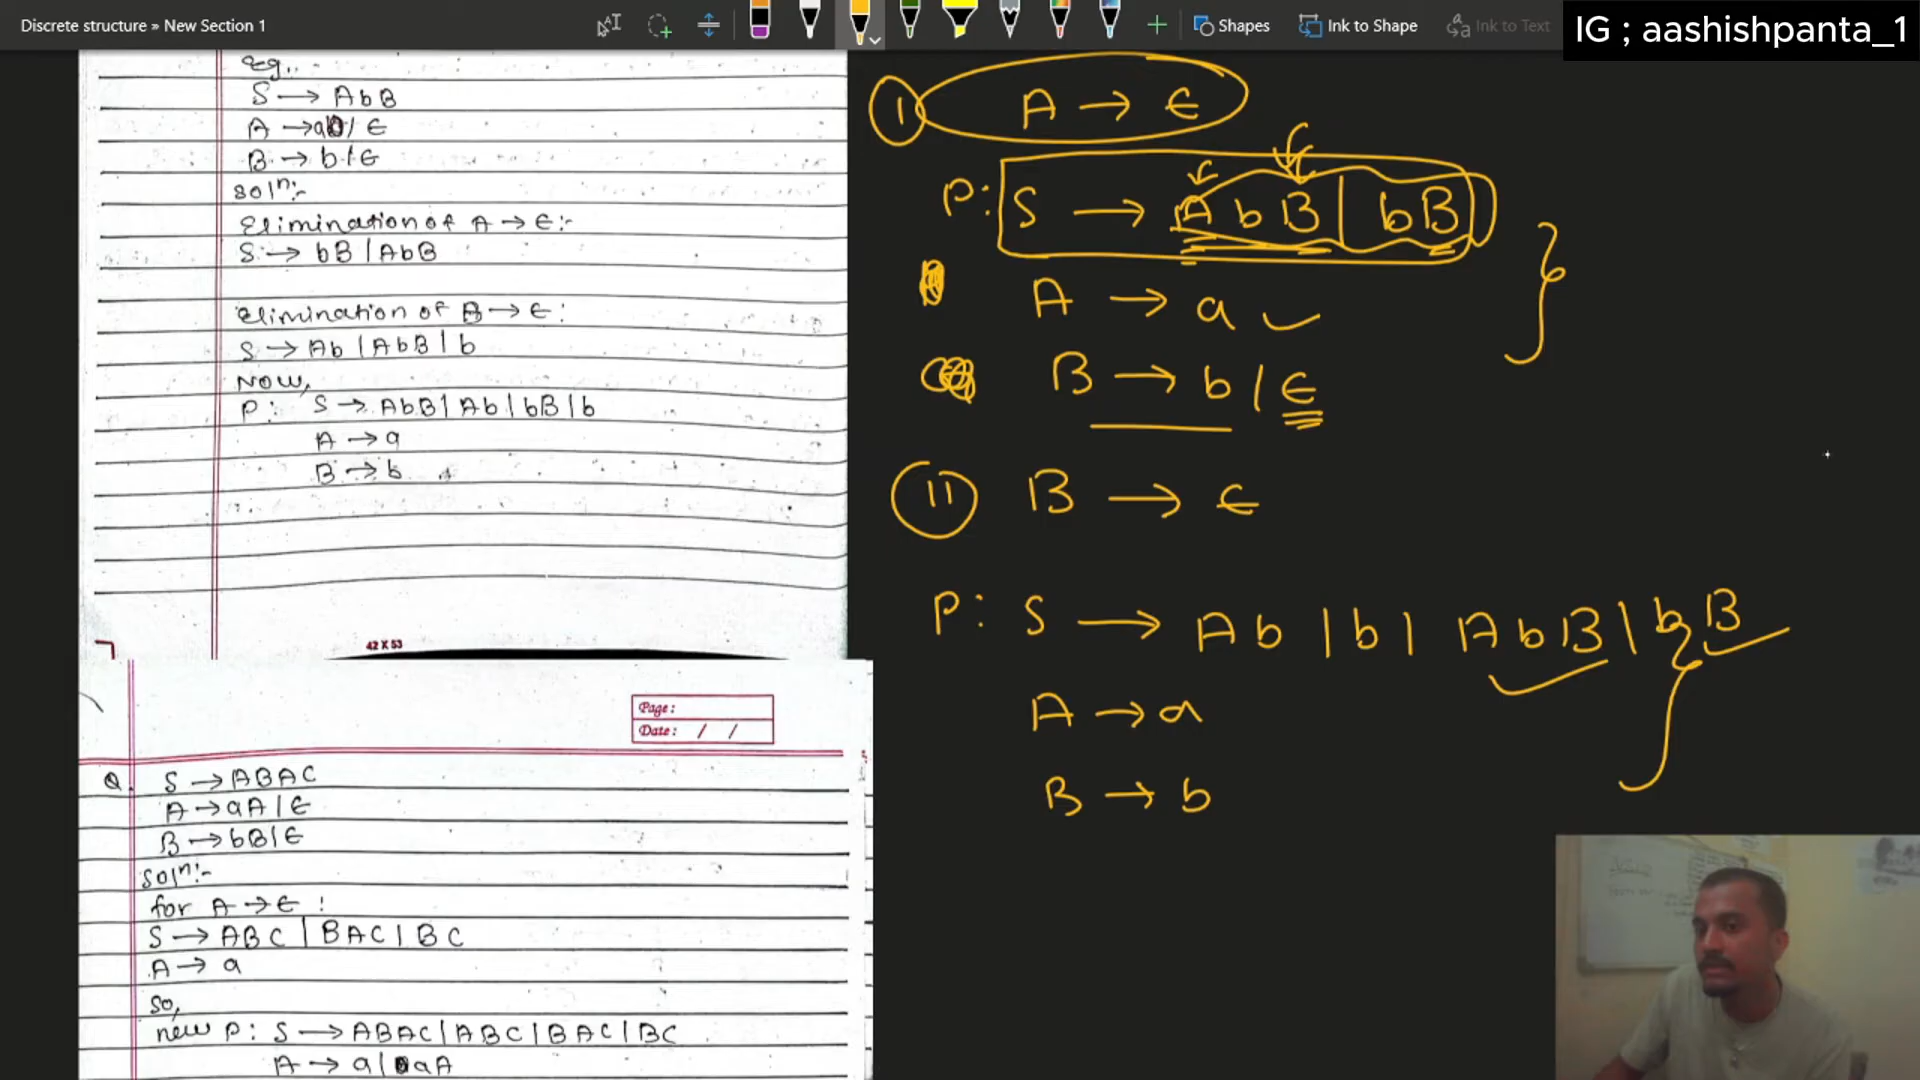 Discrete structure » New Section 1
Shapes
Ink to Shape
Ink to Text
IG ; aashishpanta_1
eg.
S → AbB
A → a / ϵ
B → b / ϵ
Solⁿ:-
Elimination of A → ϵ:-
S → bB | AbB
Elimination of B → ϵ:
S → Ab | AbB | b
Now,
P: S → AbB | Ab | bB | b
A → a
B → b
42 X 53
Page:
Date: / /
Q. S → ABAC
A → aA | ϵ
B → bB | ϵ
Solⁿ:-
for A → ϵ :
S → ABC | BAC | BC
A → a
so,
new P: S → ABAC | ABC | BAC | BC
A → a | aA
I A → ϵ
P: S → AbB | bB
A → a
B → b / ϵ
II B → ϵ
P: S → Ab | b | AbB | bB
A → a
B → b